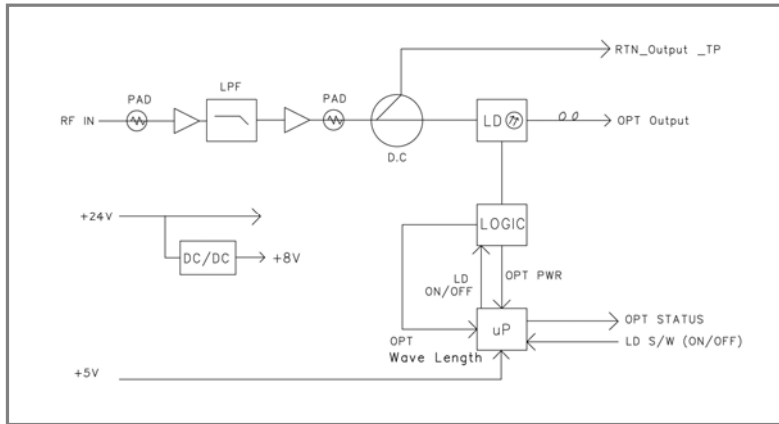 RTN_Output _TP
LPF
PAD
PAD
RF IN
LD
OPT Output
D.C
+24V
LOGIC
DC/DC
+8V
LD
ON/OFF
OPT PWR
uP
OPT STATUS
OPT
Wave Length
LD S/W (ON/OFF)
+5V